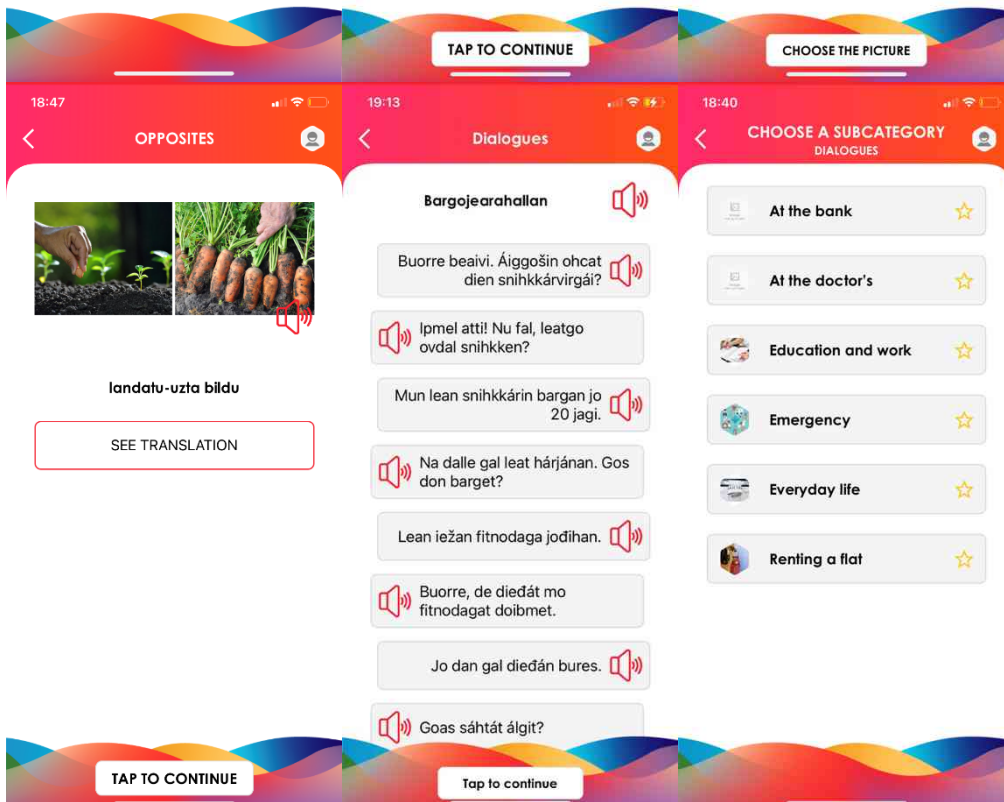 TAP TO CONTINUE
CHOOSE THE PICTURE
18:47
OPPOSITES
landatu-uzta bildu
SEE TRANSLATION
TAP TO CONTINUE
19:13
Dialogues
Bargojearahallan
Buorre beaivi. Áiggošin ohcat
dien snihkkárvirgái?
Ipmel atti! Nu fal, leatgo
ovdal snihkken?
Mun lean snihkkárin bargan jo
20 jagi.
Na dalle gal leat hárjánan. Gos
don barget?
Lean iežan fitnodaga jođihan.
Buorre, de dieđát mo
fitnodagat doibmet.
Jo dan gal dieđán bures.
Goas sáhtát álgit?
Tap to continue
18:40
CHOOSE A SUBCATEGORY
DIALOGUES
At the bank
At the doctor's
Education and work
Emergency
Everyday life
Renting a flat